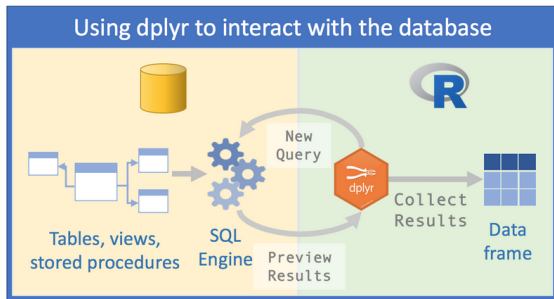 Using dplyr to interact with the database
R
New
Query
dplyr
Collect
Results
Tables, views,
stored procedures
SQL
Engine
Preview
Results
Data
frame